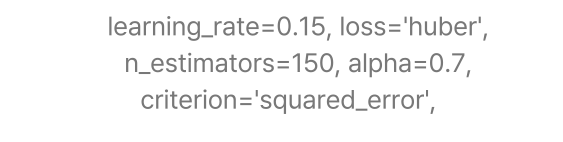 learning_rate=0.15, loss='huber',
n_estimators=150, alpha=0.7,
criterion='squared_error',